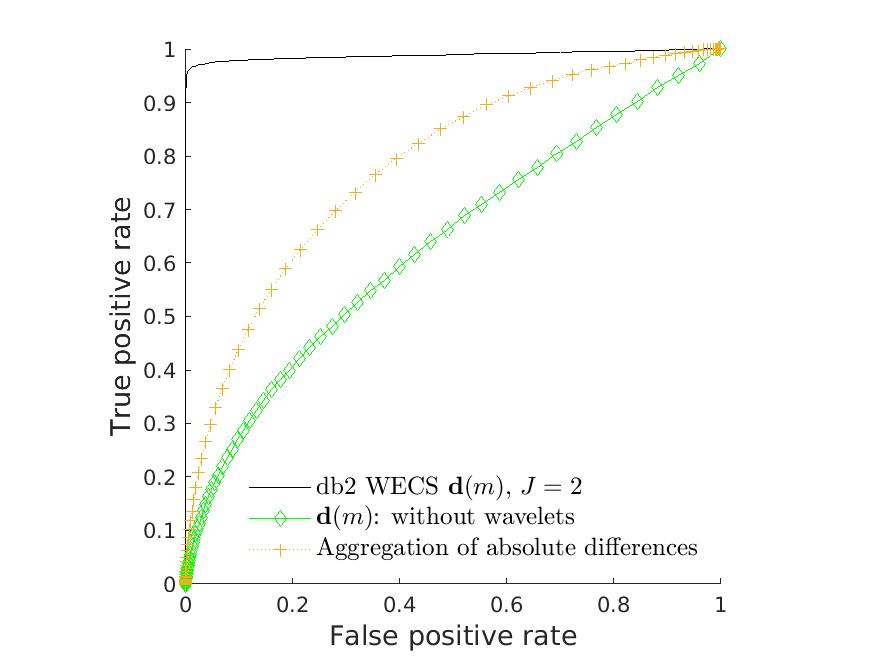 1
0.9
0.8
0.7
0.6
0.5
0.4
0.3
0.2
0.1
0
True positive rate
db2 WECS d(m), J = 2
d(m): without wavelets
Aggregation of absolute differences
0 0.2 0.4 0.6 0.8 1
False positive rate